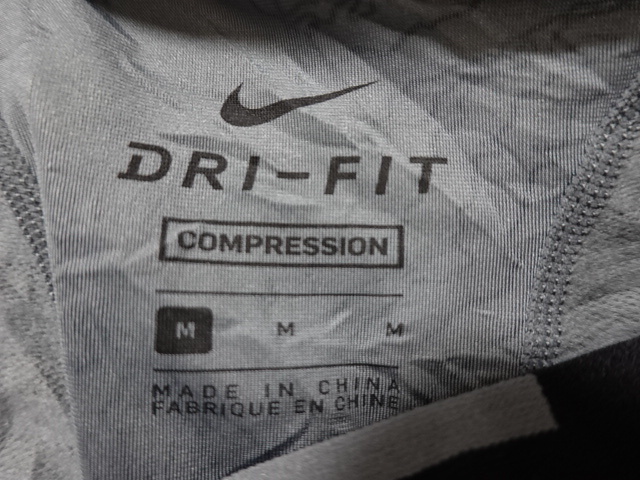 DRI-FIT
COMPRESSION
M M M
MADE IN CHINA
FABRIQUE EN CHINE